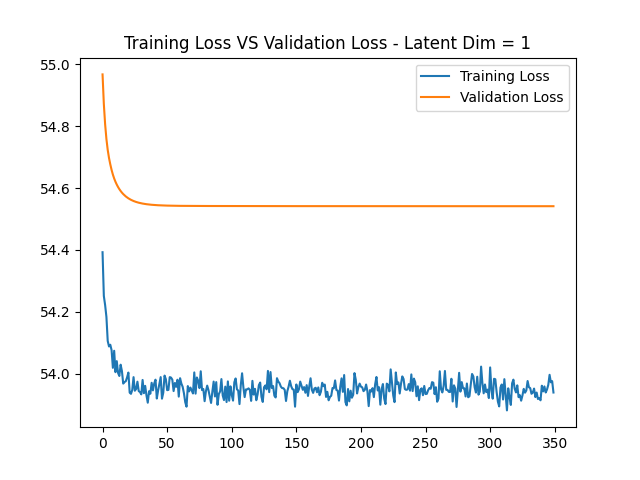 Training Loss VS Validation Loss - Latent Dim = 1
55.0
54.8
54.6
54.4
54.2
54.0
Training Loss
Validation Loss
0 50 100 150 200 250 300 350